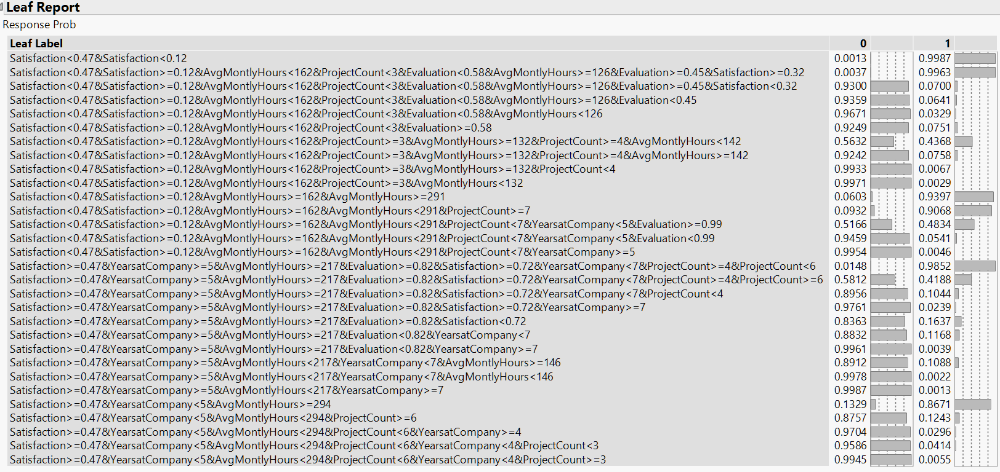 Leaf Report
Response Prob
Leaf Label 0 1
Satisfaction<0.47&Satisfaction<0.12 0.0013 0.9987
Satisfaction<0.47&Satisfaction>=0.12&AvgMontlyHours<162&ProjectCount<3&Evaluation<0.58&AvgMontlyHours>=126&Evaluation>=0.45&Satisfaction>=0.32 0.0037 0.9963
Satisfaction<0.47&Satisfaction>=0.12&AvgMontlyHours<162&ProjectCount<3&Evaluation<0.58&AvgMontlyHours>=126&Evaluation>=0.45&Satisfaction<0.32 0.9300 0.0700
Satisfaction<0.47&Satisfaction>=0.12&AvgMontlyHours<162&ProjectCount<3&Evaluation<0.58&AvgMontlyHours>=126&Evaluation<0.45 0.9359 0.0641
Satisfaction<0.47&Satisfaction>=0.12&AvgMontlyHours<162&ProjectCount<3&Evaluation<0.58&AvgMontlyHours<126 0.9671 0.0329
Satisfaction<0.47&Satisfaction>=0.12&AvgMontlyHours<162&ProjectCount<3&Evaluation>=0.58 0.9249 0.0751
Satisfaction<0.47&Satisfaction>=0.12&AvgMontlyHours<162&ProjectCount>=3&AvgMontlyHours>=132&ProjectCount>=4&AvgMontlyHours<142 0.5632 0.4368
Satisfaction<0.47&Satisfaction>=0.12&AvgMontlyHours<162&ProjectCount>=3&AvgMontlyHours>=132&ProjectCount>=4&AvgMontlyHours>=142 0.9242 0.0758
Satisfaction<0.47&Satisfaction>=0.12&AvgMontlyHours<162&ProjectCount>=3&AvgMontlyHours>=132&ProjectCount<4 0.9933 0.0067
Satisfaction<0.47&Satisfaction>=0.12&AvgMontlyHours<162&ProjectCount>=3&AvgMontlyHours<132 0.9971 0.0029
Satisfaction<0.47&Satisfaction>=0.12&AvgMontlyHours>=162&AvgMontlyHours>=291 0.0603 0.9397
Satisfaction<0.47&Satisfaction>=0.12&AvgMontlyHours>=162&AvgMontlyHours<291&ProjectCount>=7 0.0932 0.9068
Satisfaction<0.47&Satisfaction>=0.12&AvgMontlyHours>=162&AvgMontlyHours<291&ProjectCount<7&YearsatCompany<5&Evaluation>=0.99 0.5166 0.4834
Satisfaction<0.47&Satisfaction>=0.12&AvgMontlyHours>=162&AvgMontlyHours<291&ProjectCount<7&YearsatCompany<5&Evaluation<0.99 0.9459 0.0541
Satisfaction<0.47&Satisfaction>=0.12&AvgMontlyHours>=162&AvgMontlyHours<291&ProjectCount<7&YearsatCompany>=5 0.9954 0.0046
Satisfaction>=0.47&YearsatCompany>=5&AvgMontlyHours>=217&Evaluation>=0.82&Satisfaction>=0.72&YearsatCompany<7&ProjectCount>=4&ProjectCount<6 0.0148 0.9852
Satisfaction>=0.47&YearsatCompany>=5&AvgMontlyHours>=217&Evaluation>=0.82&Satisfaction>=0.72&YearsatCompany<7&ProjectCount>=4&ProjectCount>=6 0.5812 0.4188
Satisfaction>=0.47&YearsatCompany>=5&AvgMontlyHours>=217&Evaluation>=0.82&Satisfaction>=0.72&YearsatCompany<7&ProjectCount<4 0.8956 0.1044
Satisfaction>=0.47&YearsatCompany>=5&AvgMontlyHours>=217&Evaluation>=0.82&Satisfaction>=0.72&YearsatCompany>=7 0.9761 0.0239
Satisfaction>=0.47&YearsatCompany>=5&AvgMontlyHours>=217&Evaluation>=0.82&Satisfaction<0.72 0.8363 0.1637
Satisfaction>=0.47&YearsatCompany>=5&AvgMontlyHours>=217&Evaluation<0.82&YearsatCompany<7 0.8832 0.1168
Satisfaction>=0.47&YearsatCompany>=5&AvgMontlyHours>=217&Evaluation<0.82&YearsatCompany>=7 0.9961 0.0039
Satisfaction>=0.47&YearsatCompany>=5&AvgMontlyHours<217&YearsatCompany<7&AvgMontlyHours>=146 0.8912 0.1088
Satisfaction>=0.47&YearsatCompany>=5&AvgMontlyHours<217&YearsatCompany<7&AvgMontlyHours<146 0.9978 0.0022
Satisfaction>=0.47&YearsatCompany>=5&AvgMontlyHours<217&YearsatCompany>=7 0.9987 0.0013
Satisfaction>=0.47&YearsatCompany<5&AvgMontlyHours>=294 0.1329 0.8671
Satisfaction>=0.47&YearsatCompany<5&AvgMontlyHours<294&ProjectCount>=6 0.8757 0.1243
Satisfaction>=0.47&YearsatCompany<5&AvgMontlyHours<294&ProjectCount<6&YearsatCompany>=4 0.9704 0.0296
Satisfaction>=0.47&YearsatCompany<5&AvgMontlyHours<294&ProjectCount<6&YearsatCompany<4&ProjectCount<3 0.9586 0.0414
Satisfaction>=0.47&YearsatCompany<5&AvgMontlyHours<294&ProjectCount<6&YearsatCompany<4&ProjectCount>=3 0.9945 0.0055